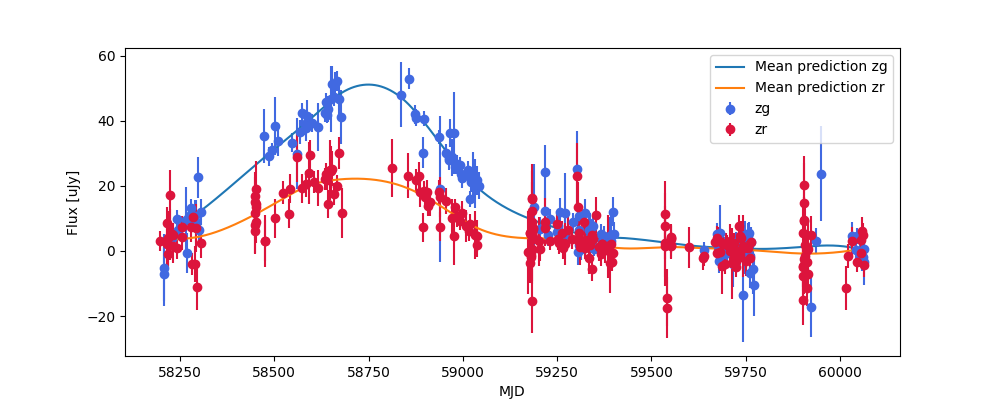 60
40
20
0
−20
Flux [uJy]
58250 58500 58750 59000 59250 59500 59750 60000
MJD
Mean prediction zg
Mean prediction zr
zg
zr